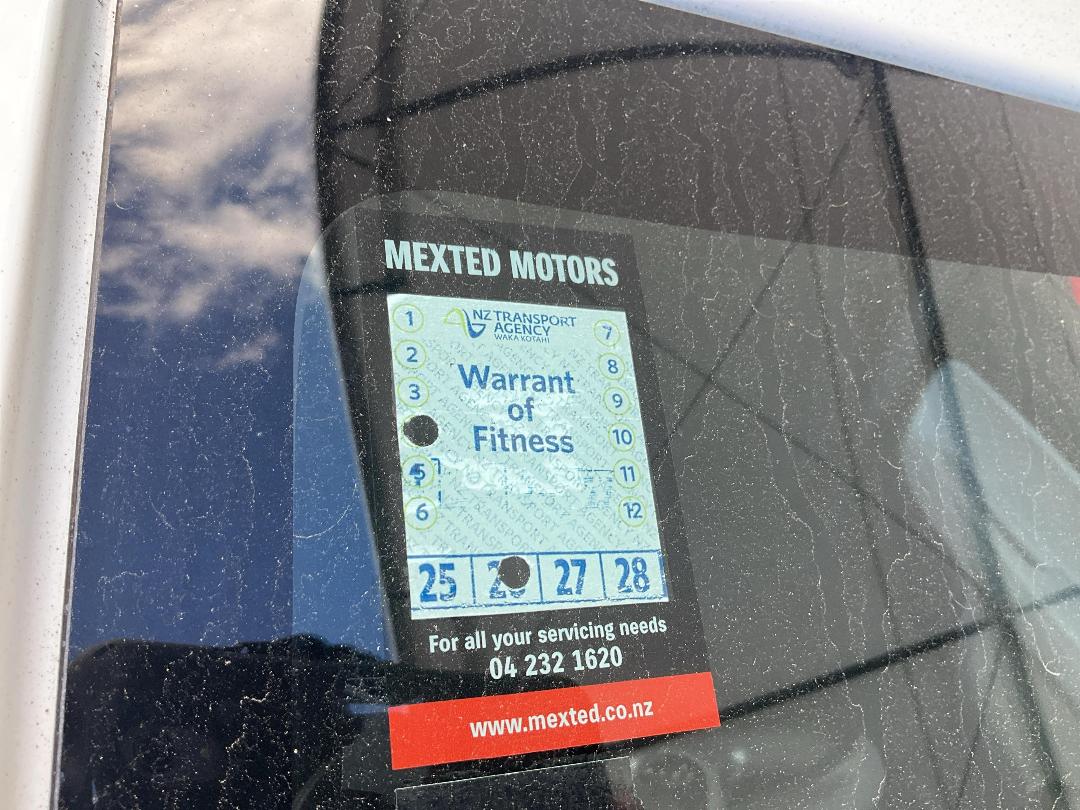 MEXTED MOTORS
NZ TRANSPORT
AGENCY
WAKA KOTAHI
1 7
2 8
3 9
10
5 11
6 12
Warrant
of
Fitness
25 27 28
For all your servicing needs
04 232 1620
www.mexted.co.nz